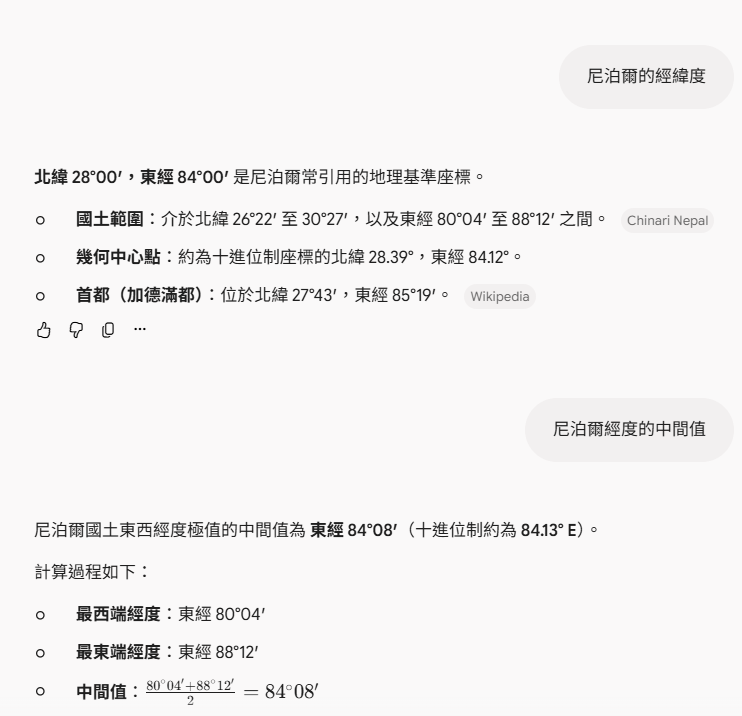 尼泊爾的經緯度
北緯 28°00′，東經 84°00′ 是尼泊爾常引用的地理基準座標。
國土範圍：介於北緯 26°22′ 至 30°27′，以及東經 80°04′ 至 88°12′ 之間。 Chinari Nepal
幾何中心點：約為十進位制座標的北緯 28.39°，東經 84.12°。
首都（加德滿都）：位於北緯 27°43′，東經 85°19′。 Wikipedia
尼泊爾經度的中間值
尼泊爾國土東西經度極值的中間值為 東經 84°08′（十進位制約為 84.13° E）。
計算過程如下：
最西端經度：東經 80°04′
最東端經度：東經 88°12′
中間值：(80°04′+88°12′)/2 = 84°08′